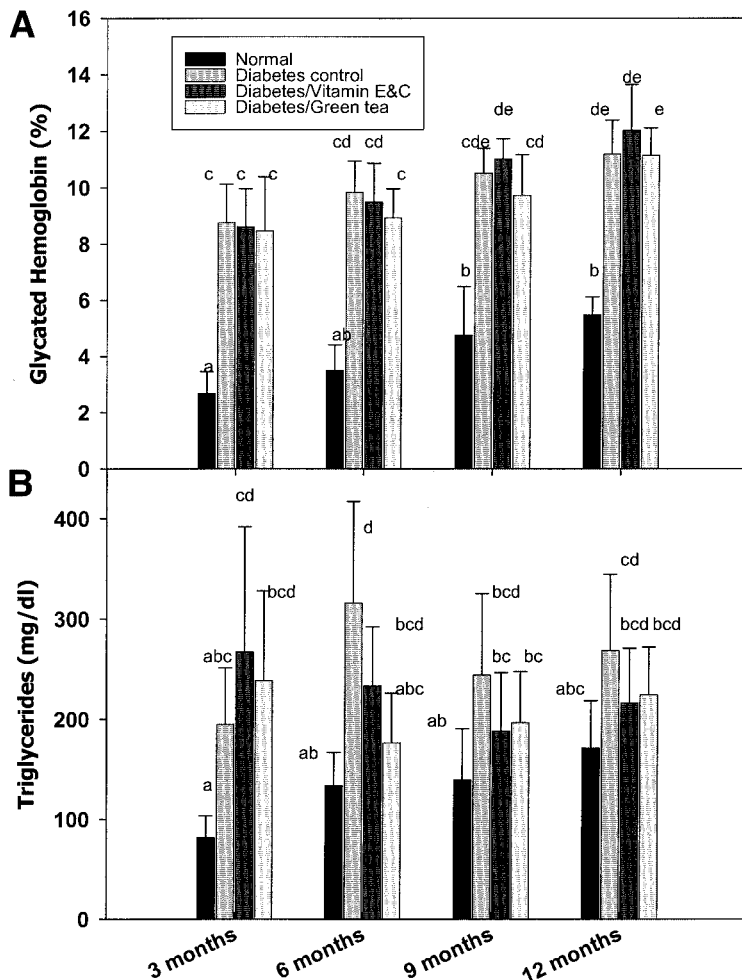 A
16
14
12
10
8
6
4
2
0
Glycated Hemoglobin (%)
Normal
Diabetes control
Diabetes/Vitamin E&C
Diabetes/Green tea
a
c
c
c
ab
cd
cd
c
b
cde
de
cd
b
de
de
e
B
400
300
200
100
0
Triglycerides (mg/dl)
a
abc
cd
bcd
ab
d
bcd
abc
ab
bcd
bc
bc
abc
cd
bcd
bcd
3 months
6 months
9 months
12 months